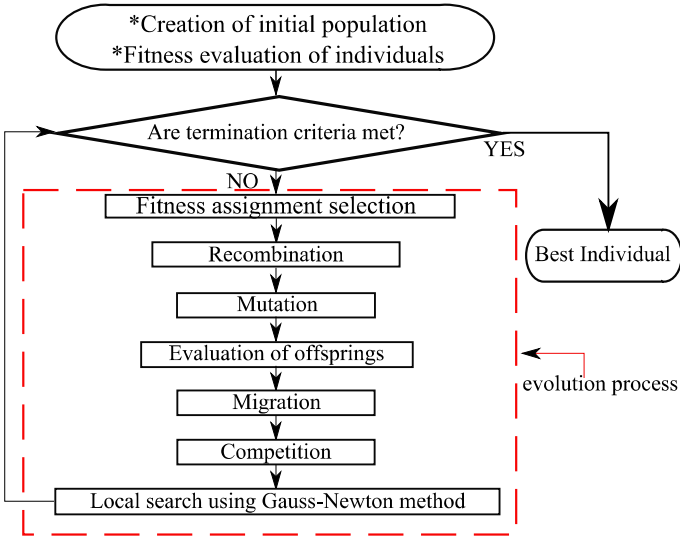 *Creation of initial population
*Fitness evaluation of individuals
Are termination criteria met?
YES
NO
Fitness assignment selection
Recombination
Best Individual
Mutation
Evaluation of offsprings
evolution process
Migration
Competition
Local search using Gauss-Newton method